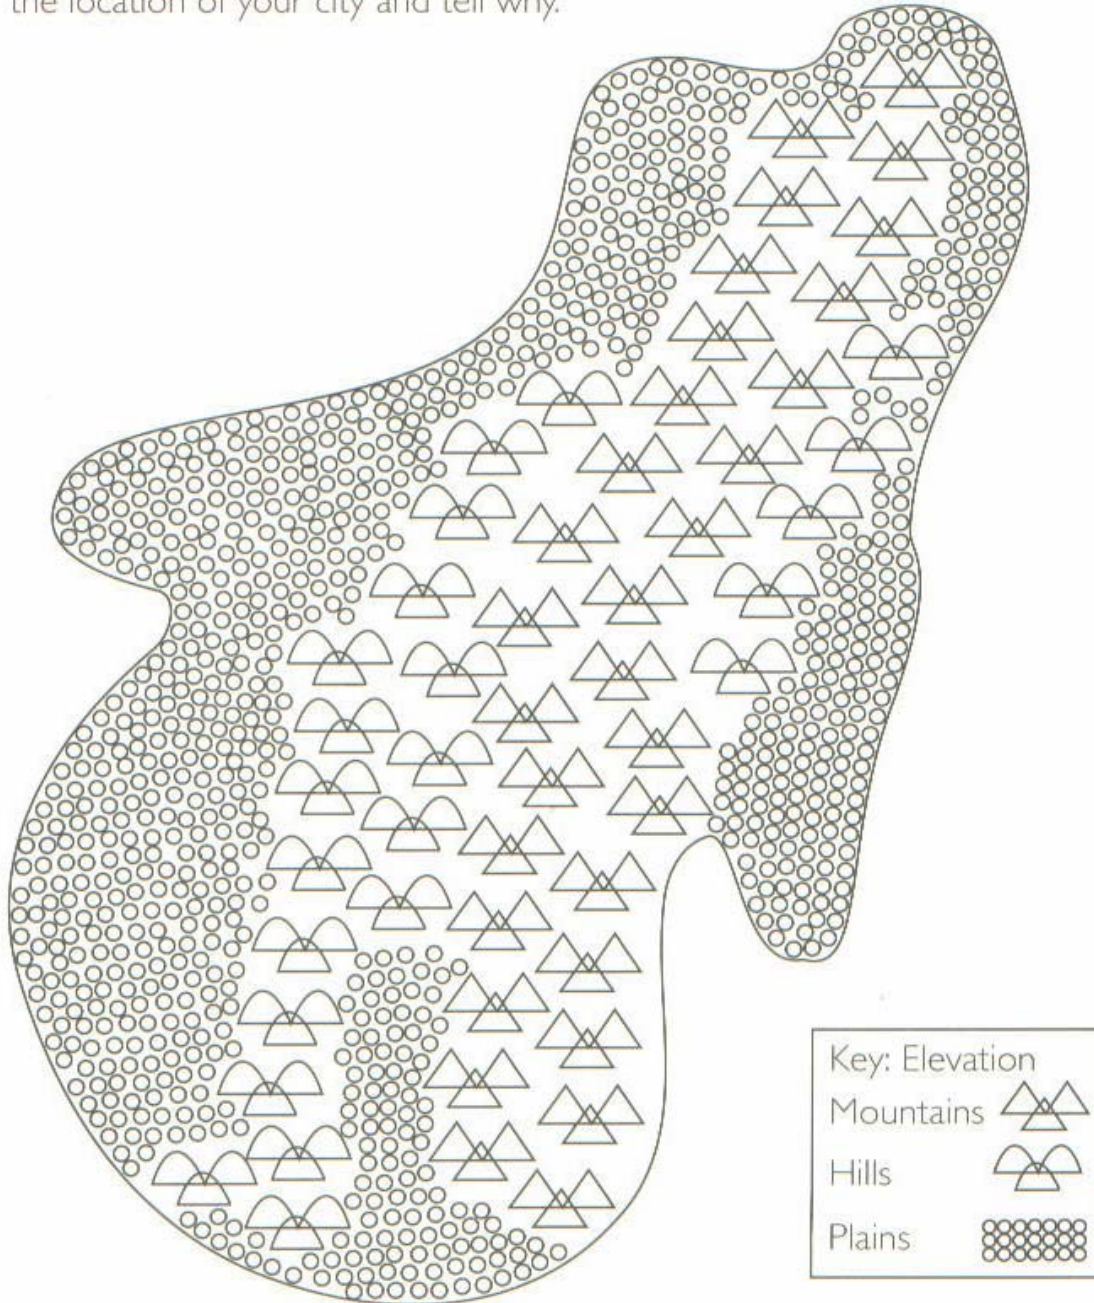 the location of your city and tell why.
Key: Elevation
Mountains
Hills
Plains